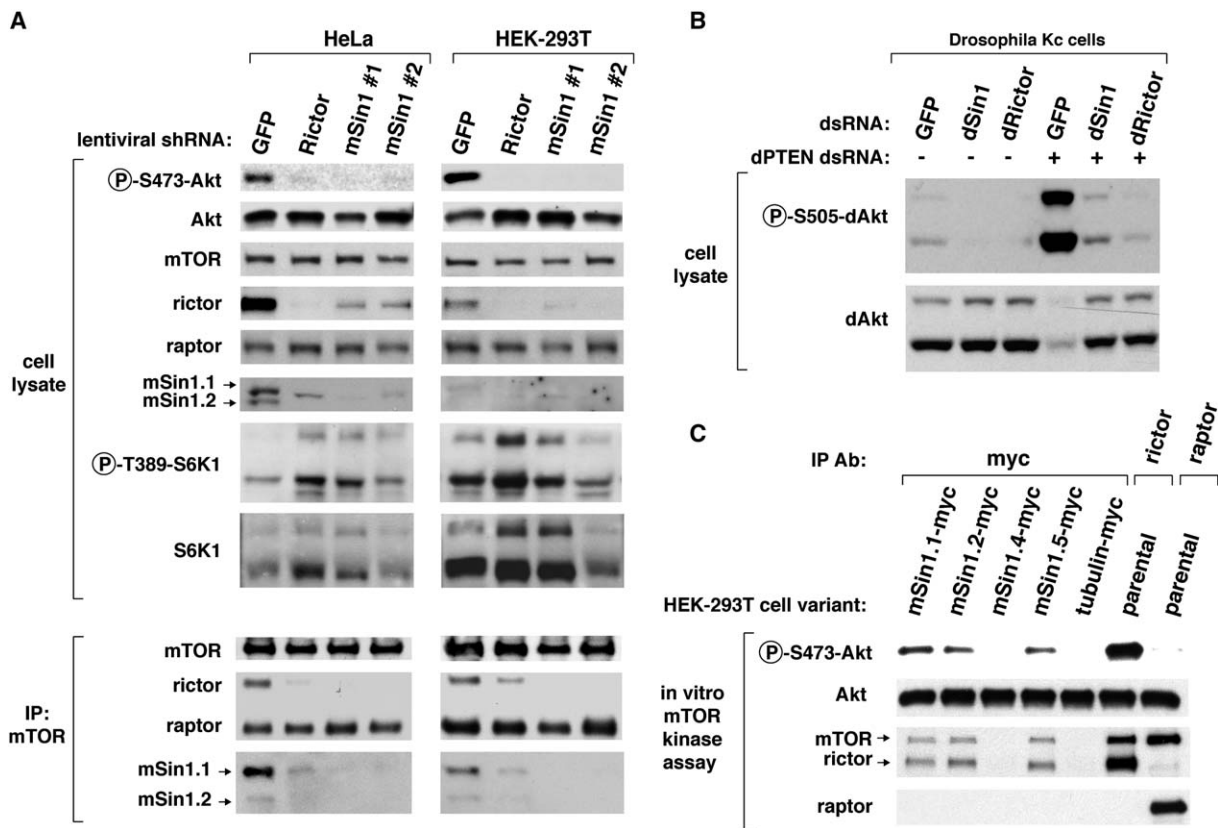 A
HeLa HEK-293T
lentiviral shRNA: GFP Rictor mSin1 #1 mSin1 #2 GFP Rictor mSin1 #1 mSin1 #2
cell lysate
P-S473-Akt
Akt
mTOR
rictor
raptor
mSin1.1
mSin1.2
P-T389-S6K1
S6K1
IP: mTOR
mTOR
rictor
raptor
mSin1.1
mSin1.2
B
Drosophila Kc cells
dsRNA: GFP dSin1 dRictor GFP dSin1 dRictor
dPTEN dsRNA: - - - + + +
cell lysate
P-S505-dAkt
dAkt
C
IP Ab: myc rictor raptor
HEK-293T cell variant: mSin1.1-myc mSin1.2-myc mSin1.4-myc mSin1.5-myc tubulin-myc parental parental
in vitro mTOR kinase assay
P-S473-Akt
Akt
mTOR
rictor
raptor